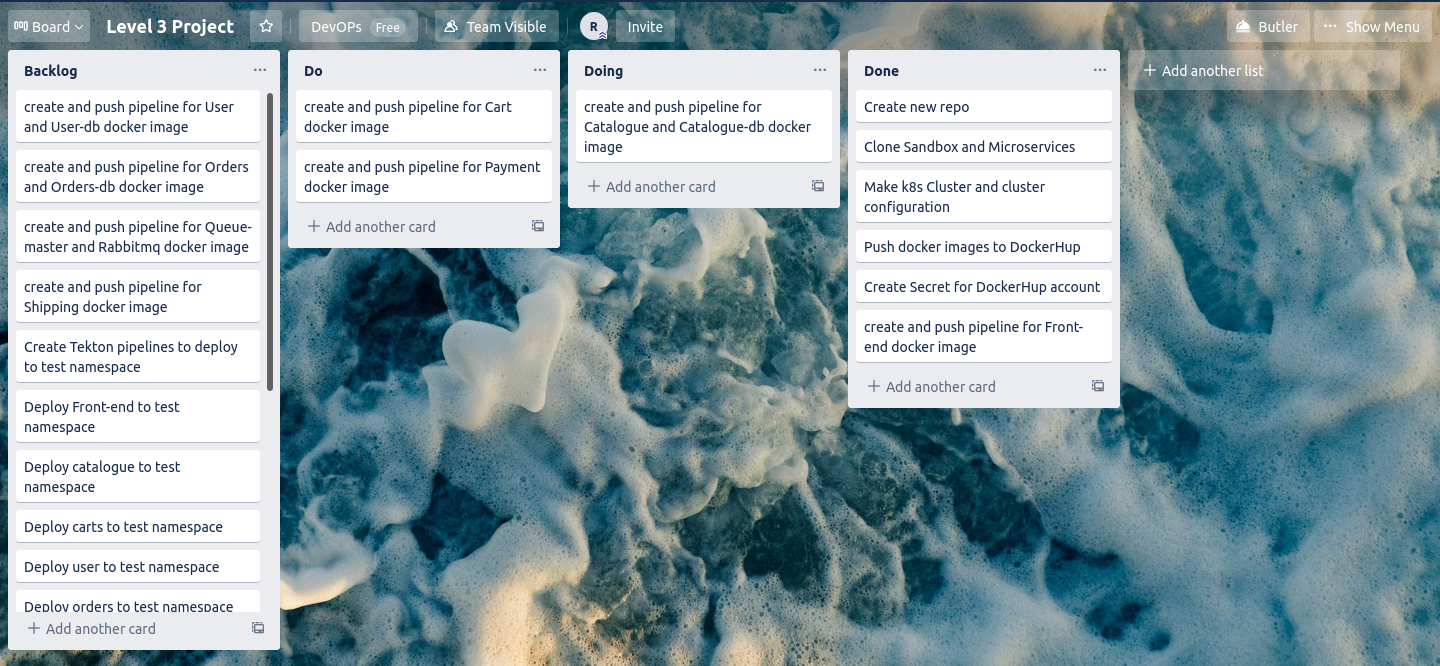 Board
Level 3 Project
DevOPs Free
Team Visible
R
Invite
Butler
Show Menu
Backlog
create and push pipeline for User
and User-db docker image
create and push pipeline for Orders
and Orders-db docker image
create and push pipeline for Queue-
master and Rabbitmq docker image
create and push pipeline for
Shipping docker image
Create Tekton pipelines to deploy
to test namespace
Deploy Front-end to test
namespace
Deploy catalogue to test
namespace
Deploy carts to test namespace
Deploy user to test namespace
Deploy orders to test namespace
Add another card
Do
create and push pipeline for Cart
docker image
create and push pipeline for Payment
docker image
Add another card
Doing
create and push pipeline for
Catalogue and Catalogue-db docker
image
Add another card
Done
Create new repo
Clone Sandbox and Microservices
Make k8s Cluster and cluster
configuration
Push docker images to DockerHup
Create Secret for DockerHup account
create and push pipeline for Front-
end docker image
Add another card
Add another list